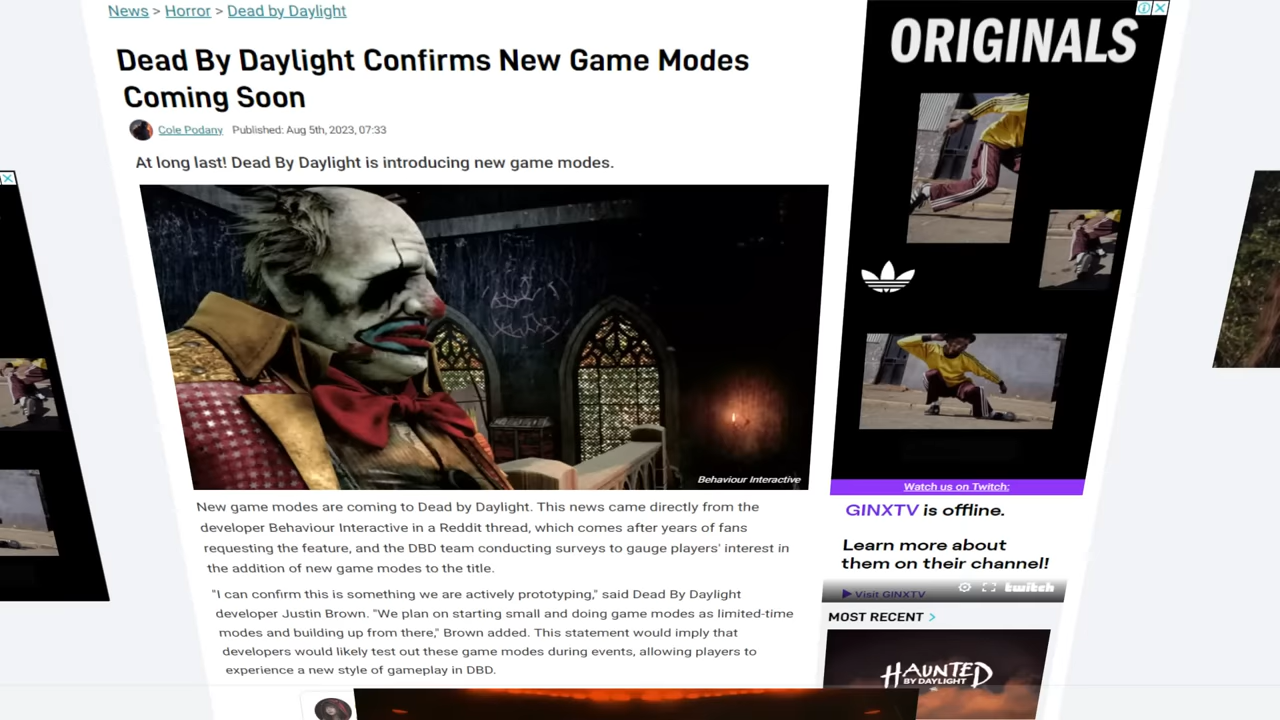 News > Horror > Dead by Daylight
Dead By Daylight Confirms New Game Modes
Coming Soon
Cole Podany Published: Aug 5th, 2023, 07:33
At long last! Dead By Daylight is introducing new game modes.
Behaviour Interactive
New game modes are coming to Dead by Daylight. This news came directly from the
developer Behaviour Interactive in a Reddit thread, which comes after years of fans
requesting the feature, and the DBD team conducting surveys to gauge players' interest in
the addition of new game modes to the title.
"I can confirm this is something we are actively prototyping," said Dead By Daylight
developer Justin Brown. "We plan on starting small and doing game modes as limited-time
modes and building up from there," Brown added. This statement would imply that
developers would likely test out these game modes during events, allowing players to
experience a new style of gameplay in DBD.
ORIGINALS
Watch us on Twitch:
GINXTV is offline.
Learn more about
them on their channel!
Visit GINXTV
twitch
MOST RECENT >
HAUNTED
BY DAYLIGHT